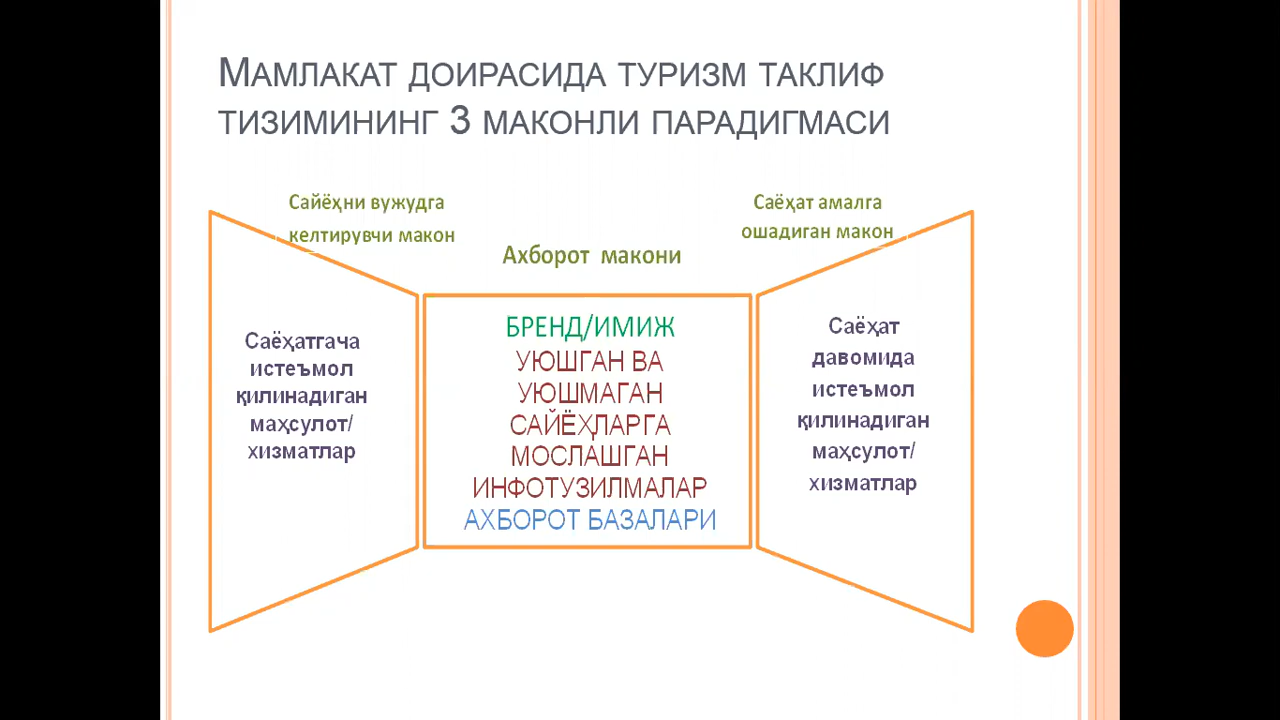 Мамлакат доирасида туризм таклиф
тизимининг 3 маконли парадигмаси
Сайёҳни вужудга
келтирувчи макон
Ахборот макони
Саёҳат амалга
ошадиган макон
Саёҳатгача
истеъмол
қилинадиган
маҳсулот/
хизматлар
БРЕНД/ИМИЖ
УЮШГАН ВА
УЮШМАГАН
САЙЁҲЛАРГА
МОСЛАШГАН
ИНФОТУЗИЛМАЛАР
АХБОРОТ БАЗАЛАРИ
Саёҳат
давомида
истеъмол
қилинадиган
маҳсулот/
хизматлар